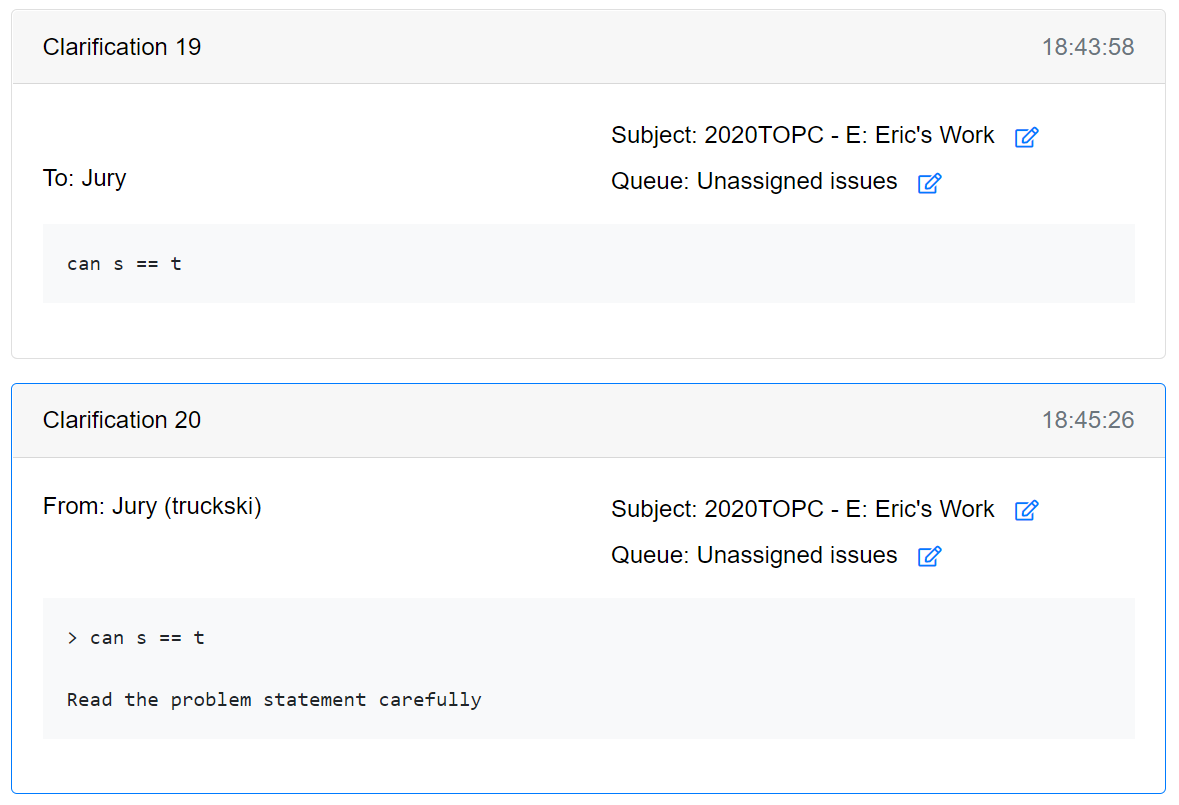 Clarification 19
18:43:58
Subject: 2020TOPC - E: Eric's Work
To: Jury
Queue: Unassigned issues
can s == t
Clarification 20
18:45:26
From: Jury (truckski)
Subject: 2020TOPC - E: Eric's Work
Queue: Unassigned issues
> can s == t
Read the problem statement carefully